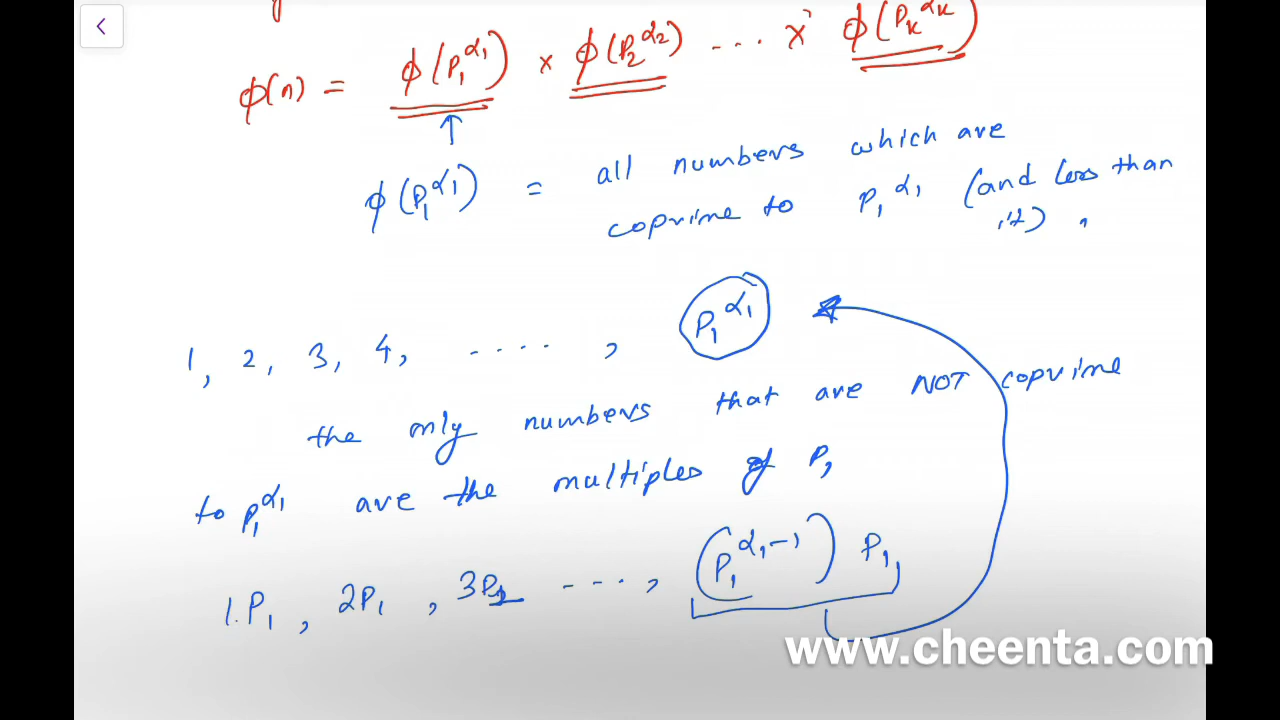 ϕ(n) = ϕ(P₁^α₁) × ϕ(P₂^α₂) ... × ϕ(Pₖ^αₖ)
ϕ(P₁^α₁) = all numbers which are
coprime to P₁^α₁ (and less than
it) ,
1, 2, 3, 4, ...., P₁^α₁
the only numbers that are NOT coprime
to P₁^α₁ are the multiples of P₁
1.P₁, 2P₁, 3P₁ ...., (P₁^(α₁-1)) P₁
www.cheenta.com